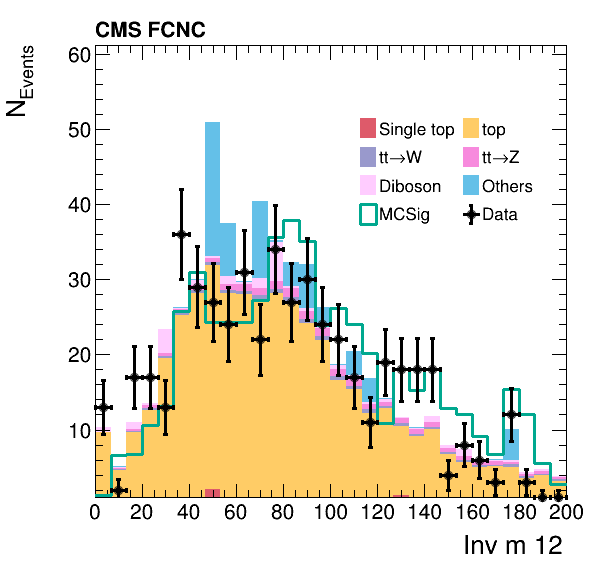 CMS FCNC
N_Events
60
50
40
30
20
10
Single top
top
tt→W
tt→Z
Diboson
Others
MCSig
Data
0 20 40 60 80 100 120 140 160 180 200
Inv m 12